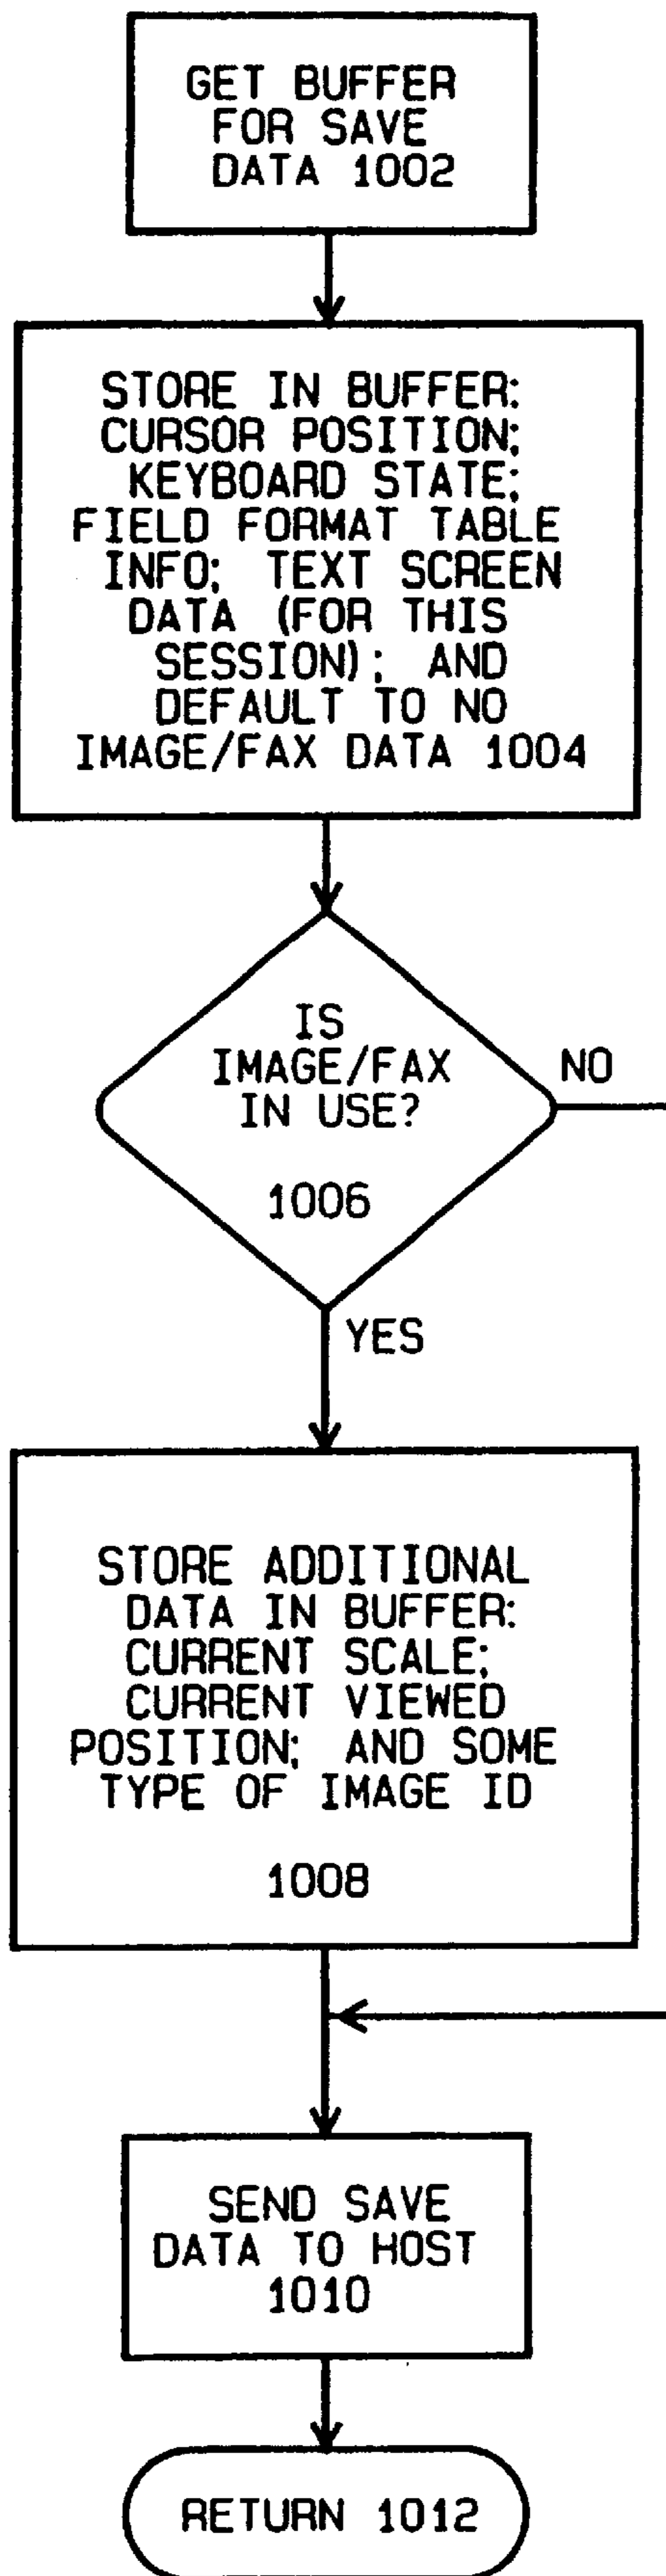 GET BUFFER
FOR SAVE
DATA 1002
STORE IN BUFFER:
CURSOR POSITION;
KEYBOARD STATE;
FIELD FORMAT TABLE
INFO; TEXT SCREEN
DATA (FOR THIS
SESSION); AND
DEFAULT TO NO
IMAGE/FAX DATA 1004
IS
IMAGE/FAX
IN USE?
1006
NO
YES
STORE ADDITIONAL
DATA IN BUFFER:
CURRENT SCALE;
CURRENT VIEWED
POSITION; AND SOME
TYPE OF IMAGE ID
1008
SEND SAVE
DATA TO HOST
1010
RETURN 1012